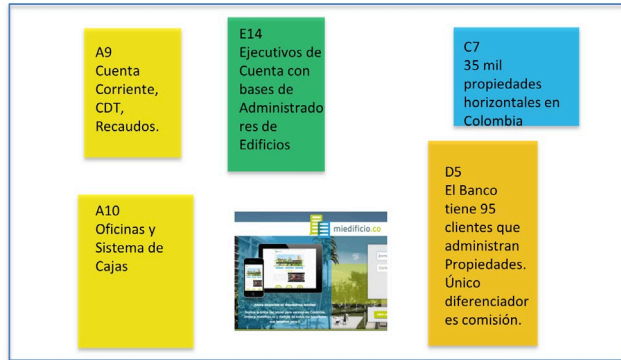 A9
Cuenta
Corriente,
CDT,
Recaudos.
E14
Ejecutivos de
Cuenta con
bases de
Administrado
res de
Edificios
C7
35 mil
propiedades
horizontales en
Colombia
A10
Oficinas y
Sistema de
Cajas
miedificio.co
D5
El Banco
tiene 95
clientes que
administran
Propiedades.
Único
diferenciador
es comisión.